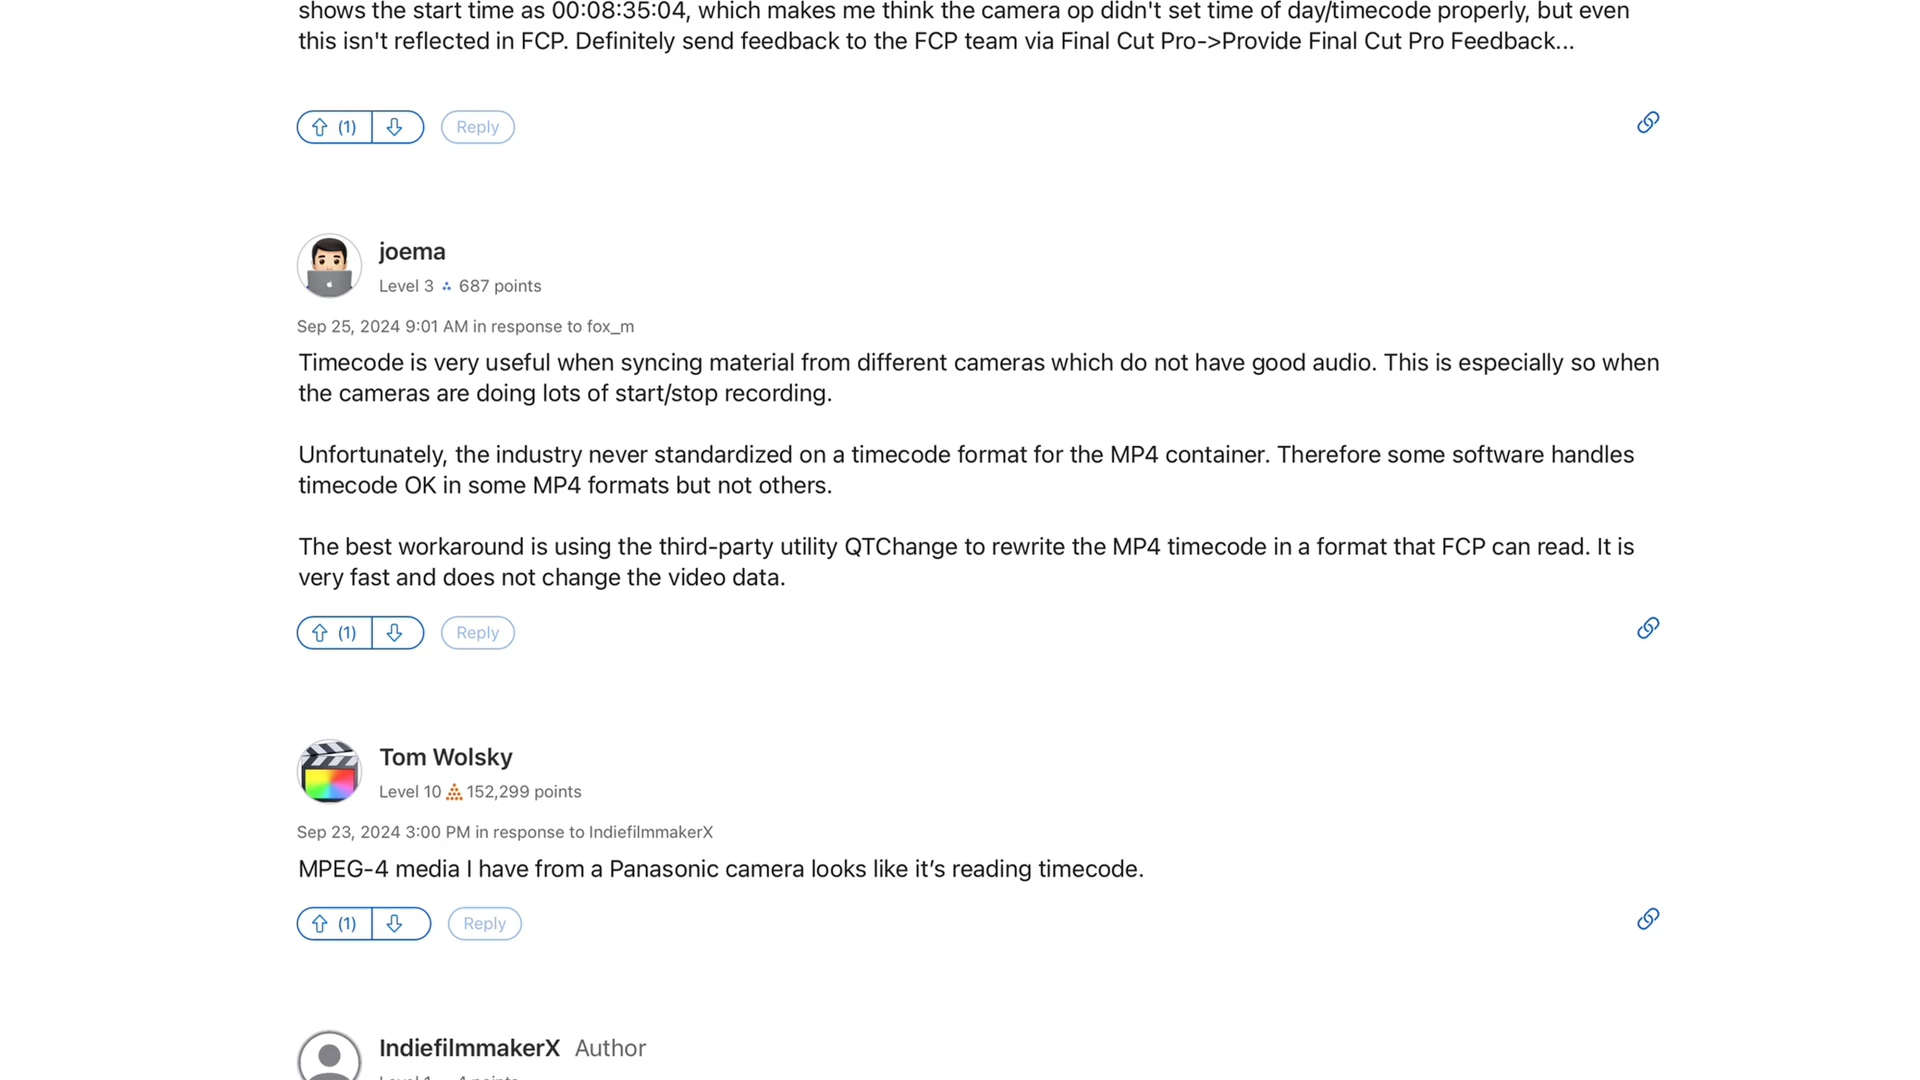 shows the start time as 00:08:35:04, which makes me think the camera op didn't set time of day/timecode properly, but even
this isn't reflected in FCP. Definitely send feedback to the FCP team via Final Cut Pro->Provide Final Cut Pro Feedback...
(1) Reply
joema
Level 3 687 points
Sep 25, 2024 9:01 AM in response to fox_m
Timecode is very useful when syncing material from different cameras which do not have good audio. This is especially so when
the cameras are doing lots of start/stop recording.
Unfortunately, the industry never standardized on a timecode format for the MP4 container. Therefore some software handles
timecode OK in some MP4 formats but not others.
The best workaround is using the third-party utility QTChange to rewrite the MP4 timecode in a format that FCP can read. It is
very fast and does not change the video data.
(1) Reply
Tom Wolsky
Level 10 152,299 points
Sep 23, 2024 3:00 PM in response to IndiefilmmakerX
MPEG-4 media I have from a Panasonic camera looks like it’s reading timecode.
(1) Reply
IndiefilmmakerX Author
Level 1 4 points